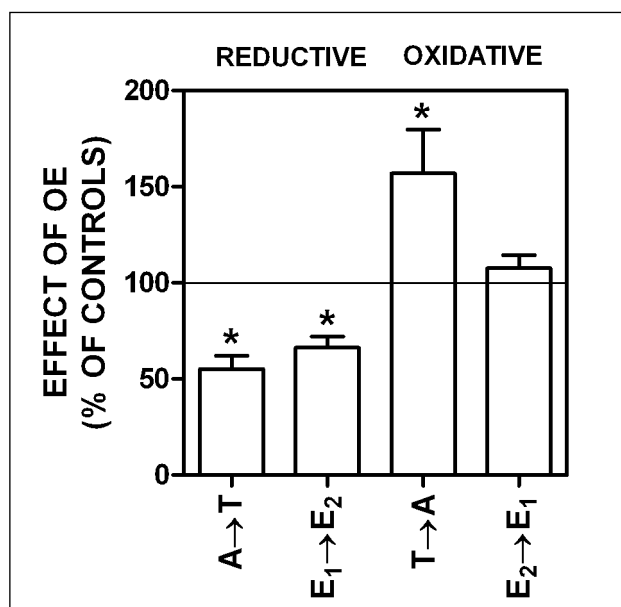 REDUCTIVE OXIDATIVE
EFFECT OF OE
(% OF CONTROLS)
200
150
100
50
0
*
*
*
A→T
E₁→E₂
T→A
E₂→E₁